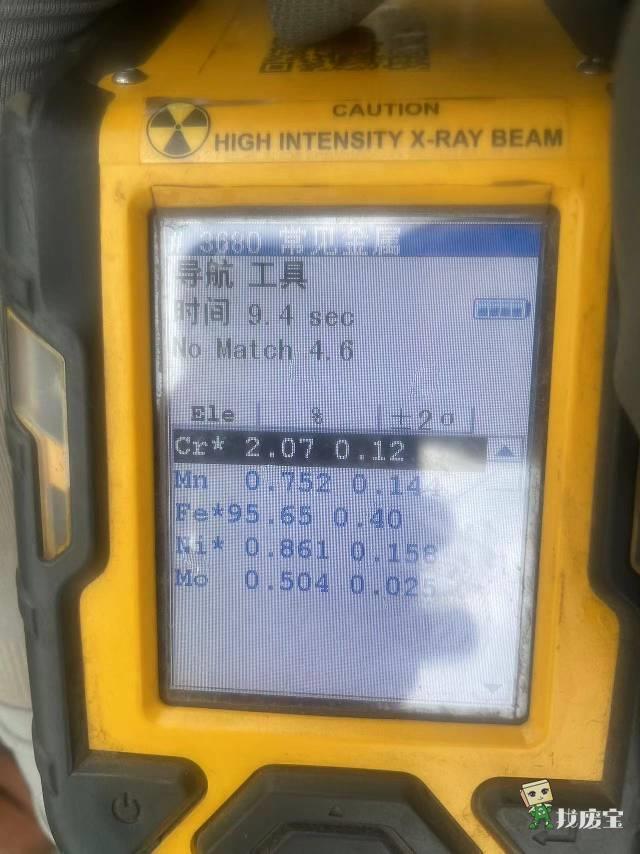 CAUTION
HIGH INTENSITY X-RAY BEAM
# 3680 常见金属
导航 工具
时间 9.4 sec
No Match 4.6
Ele | % | ±2σ |
Cr* 2.07 0.12
Mn 0.752 0.144
Fe*95.65 0.40
Ni* 0.861 0.158
Mo 0.504 0.025
找废宝